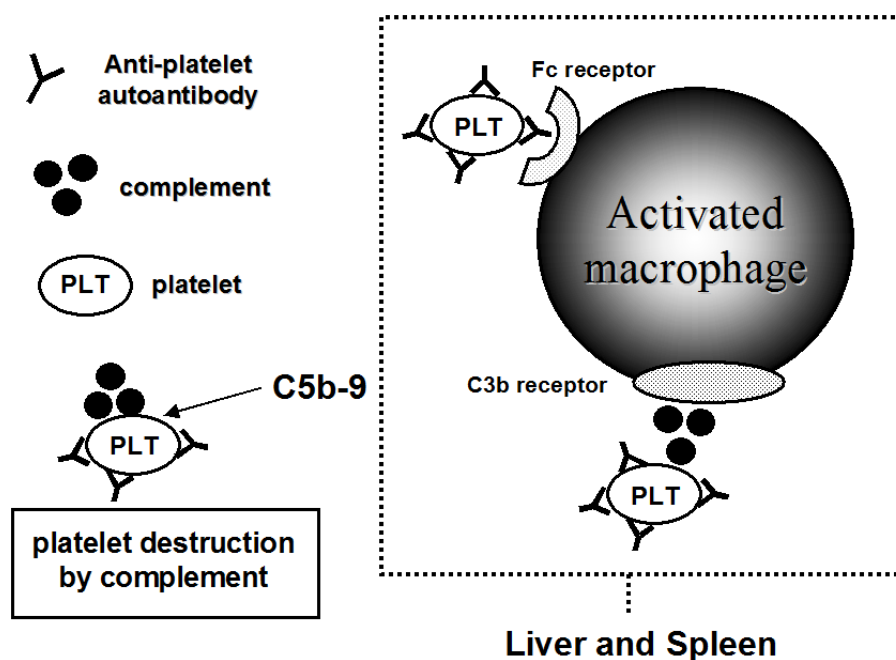 Anti-platelet
autoantibody
complement
PLT
platelet
C5b-9
PLT
platelet destruction
by complement
Fc receptor
PLT
Activated
macrophage
C3b receptor
PLT
Liver and Spleen